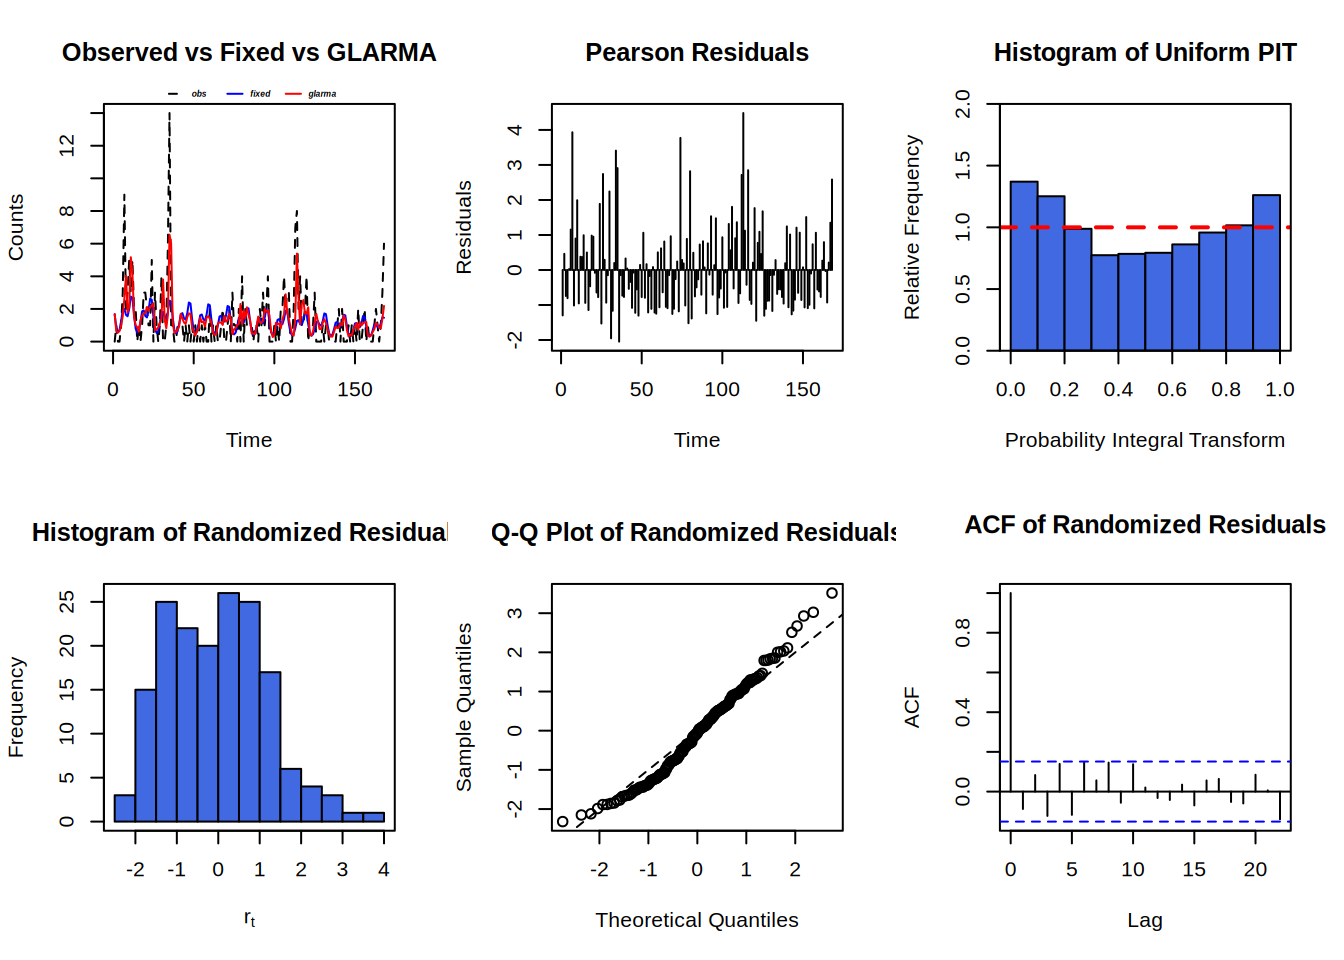 Observed vs Fixed vs GLARMA
obs fixed glarma
Counts
0 2 4 6 8 12
0 50 100 150
Time
Pearson Residuals
Residuals
-2 0 1 2 3 4
0 50 100 150
Time
Histogram of Uniform PIT
Relative Frequency
0.0 0.5 1.0 1.5 2.0
0.0 0.2 0.4 0.6 0.8 1.0
Probability Integral Transform
Histogram of Randomized Residual
Frequency
0 5 10 15 20 25
-2 -1 0 1 2 3 4
rt
Q-Q Plot of Randomized Residuals
Sample Quantiles
-2 -1 0 1 2 3
-2 -1 0 1 2
Theoretical Quantiles
ACF of Randomized Residuals
ACF
0.0 0.4 0.8
0 5 10 15 20
Lag